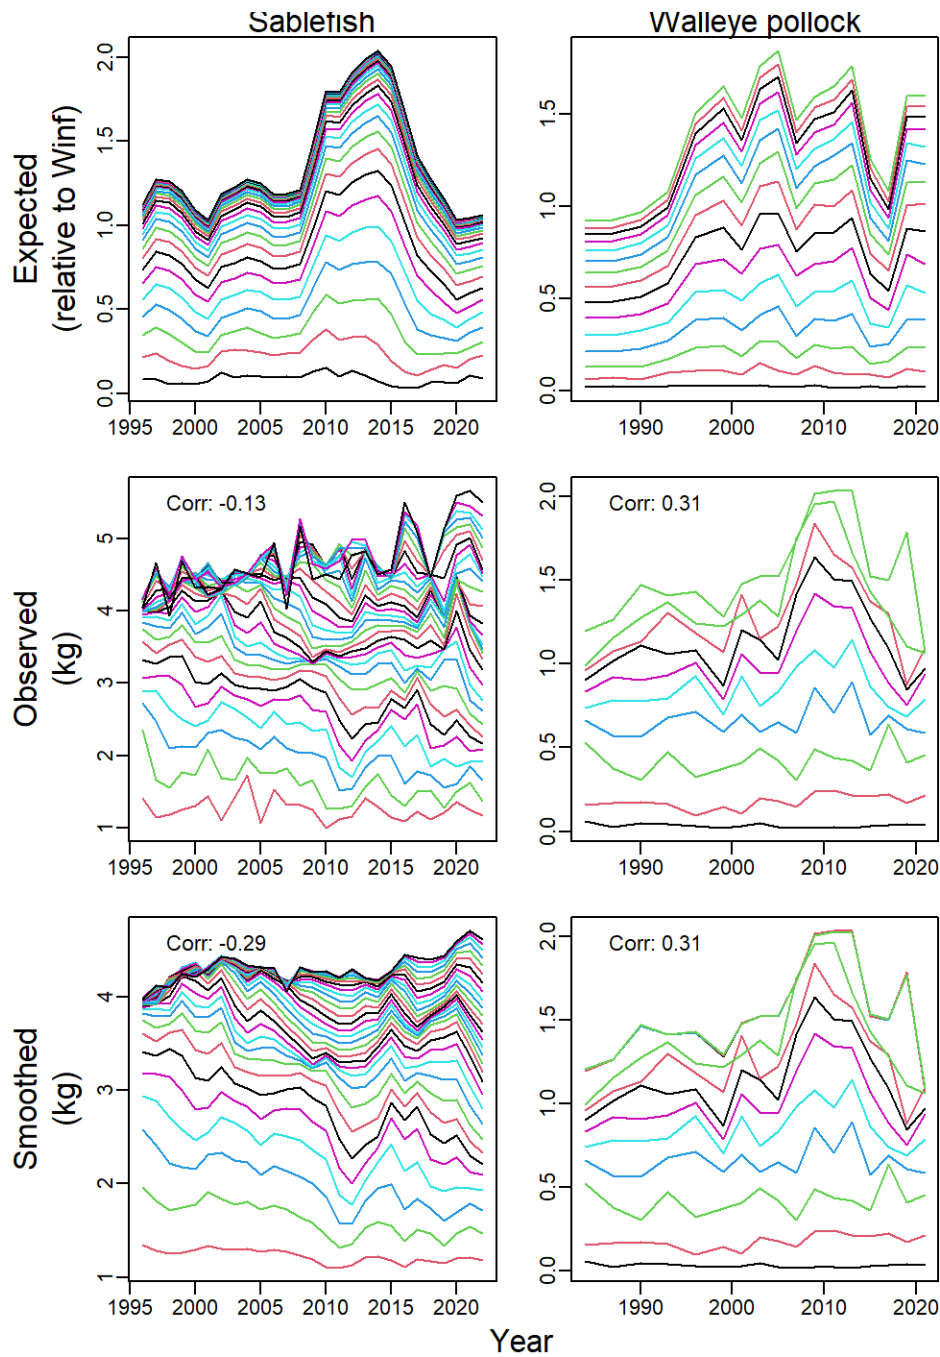 Sablefish
Walleye pollock
Expected
(relative to Winf)
0.0 0.5 1.0 1.5 2.0
1995 2000 2005 2010 2015 2020
0.0 0.5 1.0 1.5
1990 2000 2010 2020
Observed
(kg)
Corr: -0.13
1 2 3 4 5
1995 2000 2005 2010 2015 2020
Corr: 0.31
0.0 0.5 1.0 1.5 2.0
1990 2000 2010 2020
Smoothed
(kg)
Corr: -0.29
1 2 3 4
1995 2000 2005 2010 2015 2020
Corr: 0.31
0.0 0.5 1.0 1.5 2.0
1990 2000 2010 2020
Year